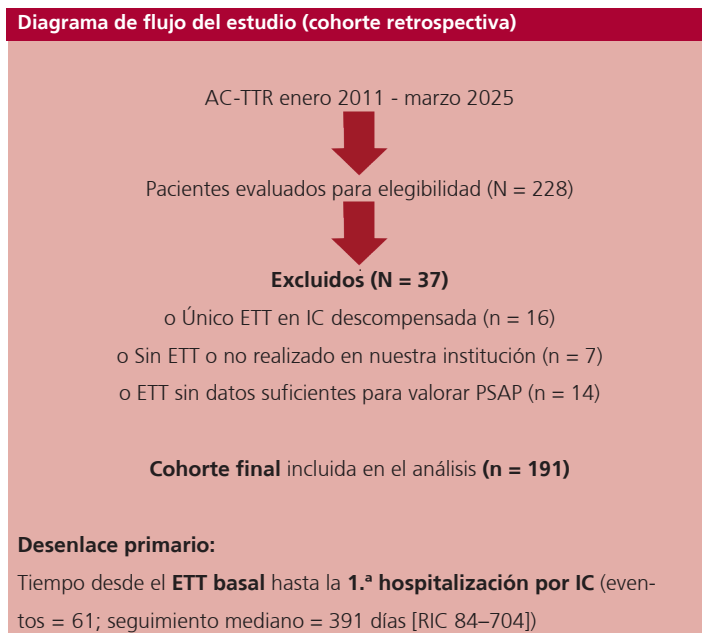 Diagrama de flujo del estudio (cohorte retrospectiva)
AC-TTR enero 2011 - marzo 2025
Pacientes evaluados para elegibilidad (N = 228)
Excluidos (N = 37)
o Único ETT en IC descompensada (n = 16)
o Sin ETT o no realizado en nuestra institución (n = 7)
o ETT sin datos suficientes para valorar PSAP (n = 14)
Cohorte final incluida en el análisis (n = 191)
Desenlace primario:
Tiempo desde el ETT basal hasta la 1.ª hospitalización por IC (even-
tos = 61; seguimiento mediano = 391 días [RIC 84–704])